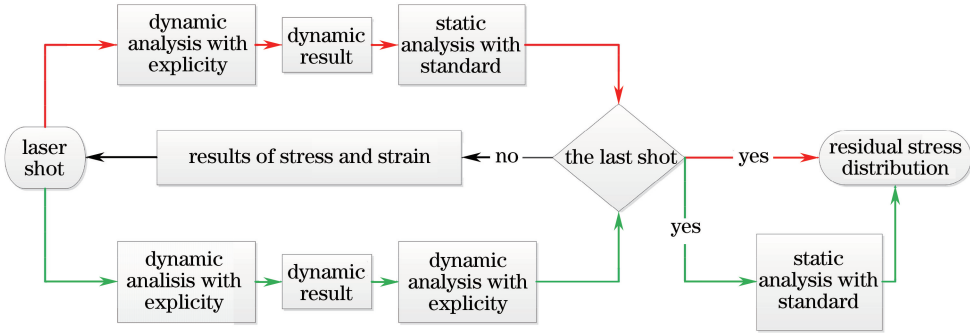 dynamic
analysis with
explicity
dynamic
result
static
analysis with
standard
laser
shot
results of stress and strain
no
the last shot
yes
residual stress
distribution
yes
dynamic
analisis with
explicity
dynamic
result
dynamic
analysis with
explicity
static
analysis with
standard